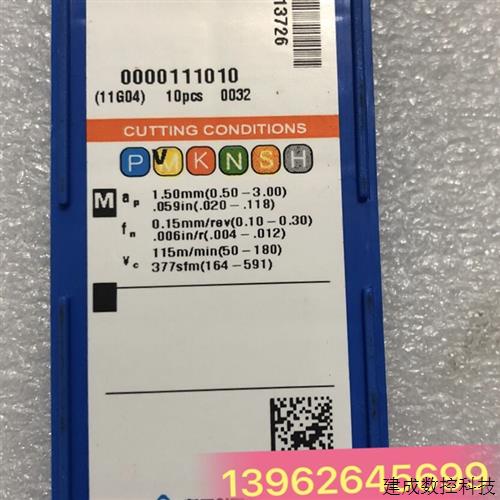 13726
0000111010
(11G04) 10pcs 0032
CUTTING CONDITIONS
P M K N S H
M ap 1.50mm(0.50-3.00)
.059in(.020-.118)
fn 0.15mm/rev(0.10-0.30)
.006in/r(.004-.012)
Vc 115m/min(50-180)
377sfm(164-591)
13962645699
建成数控科技